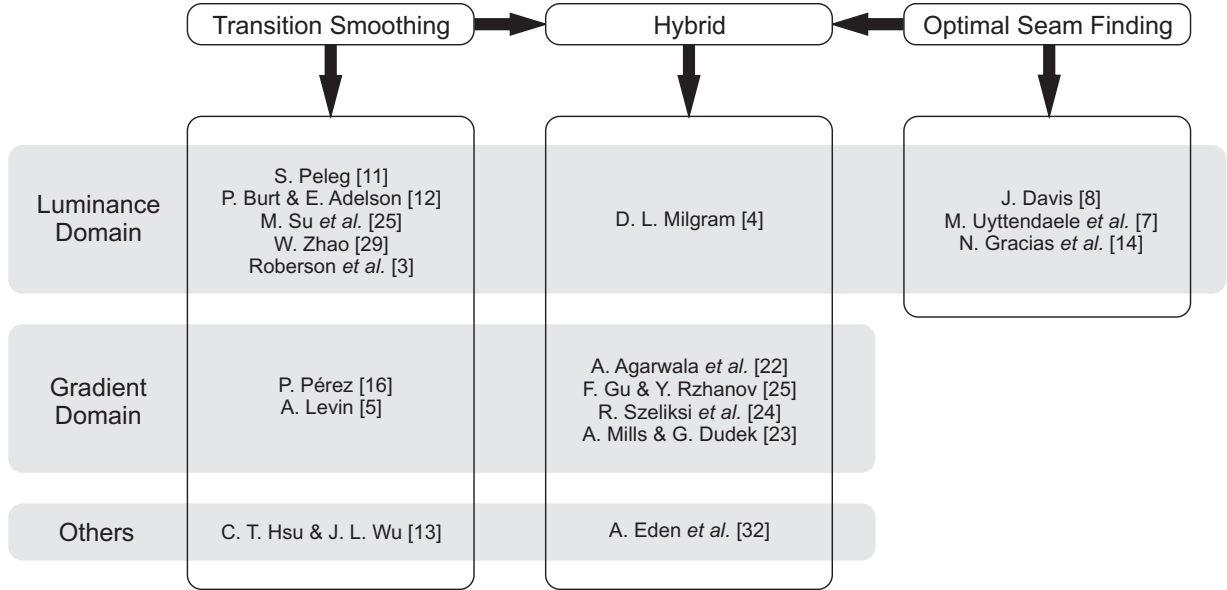 Transition Smoothing
Hybrid
Optimal Seam Finding
Luminance
Domain
S. Peleg [11]
P. Burt & E. Adelson [12]
M. Su et al. [25]
W. Zhao [29]
Roberson et al. [3]
D. L. Milgram [4]
J. Davis [8]
M. Uyttendaele et al. [7]
N. Gracias et al. [14]
Gradient
Domain
P. Pérez [16]
A. Levin [5]
A. Agarwala et al. [22]
F. Gu & Y. Rzhanov [25]
R. Szeliksi et al. [24]
A. Mills & G. Dudek [23]
Others
C. T. Hsu & J. L. Wu [13]
A. Eden et al. [32]